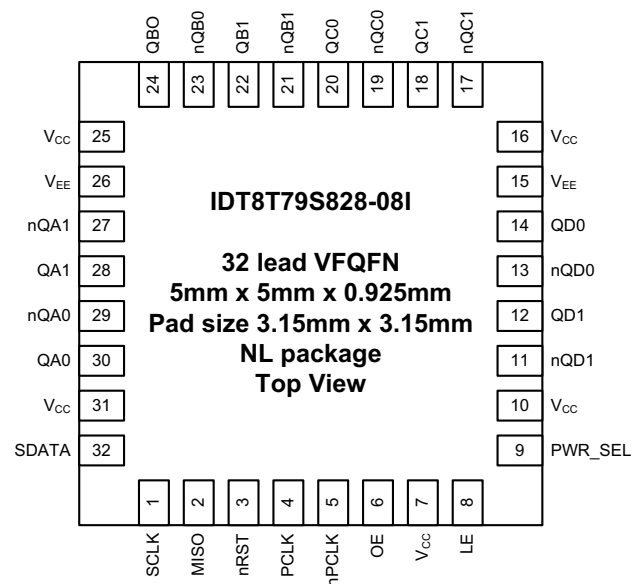 QBO
nQB0
QB1
nQB1
QC0
nQC0
QC1
nQC1
24
23
22
21
20
19
18
17
VCC 25
VEE 26
nQA1 27
QA1 28
nQA0 29
QA0 30
VCC 31
SDATA 32
IDT8T79S828-08I
32 lead VFQFN
5mm x 5mm x 0.925mm
Pad size 3.15mm x 3.15mm
NL package
Top View
16 VCC
15 VEE
14 QD0
13 nQD0
12 QD1
11 nQD1
10 VCC
9 PWR_SEL
1
2
3
4
5
6
7
8
SCLK
MISO
nRST
PCLK
nPCLK
OE
VCC
LE